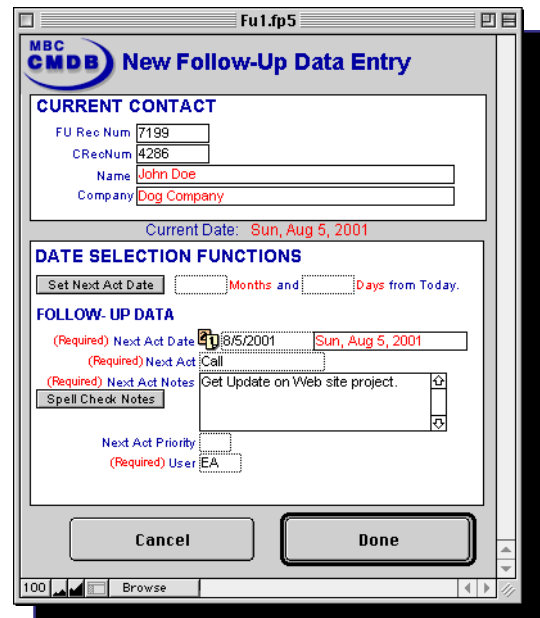 Fu1.fp5
MBC
CMDB
New Follow-Up Data Entry
CURRENT CONTACT
FU Rec Num 7199
CRecNum 4286
Name John Doe
Company Dog Company
Current Date: Sun, Aug 5, 2001
DATE SELECTION FUNCTIONS
Set Next Act Date Months and Days from Today.
FOLLOW- UP DATA
(Required) Next Act Date 8/5/2001 Sun, Aug 5, 2001
(Required) Next Act Call
(Required) Next Act Notes Get Update on Web site project.
Spell Check Notes
Next Act Priority
(Required) User EA
Cancel Done
100 Browse